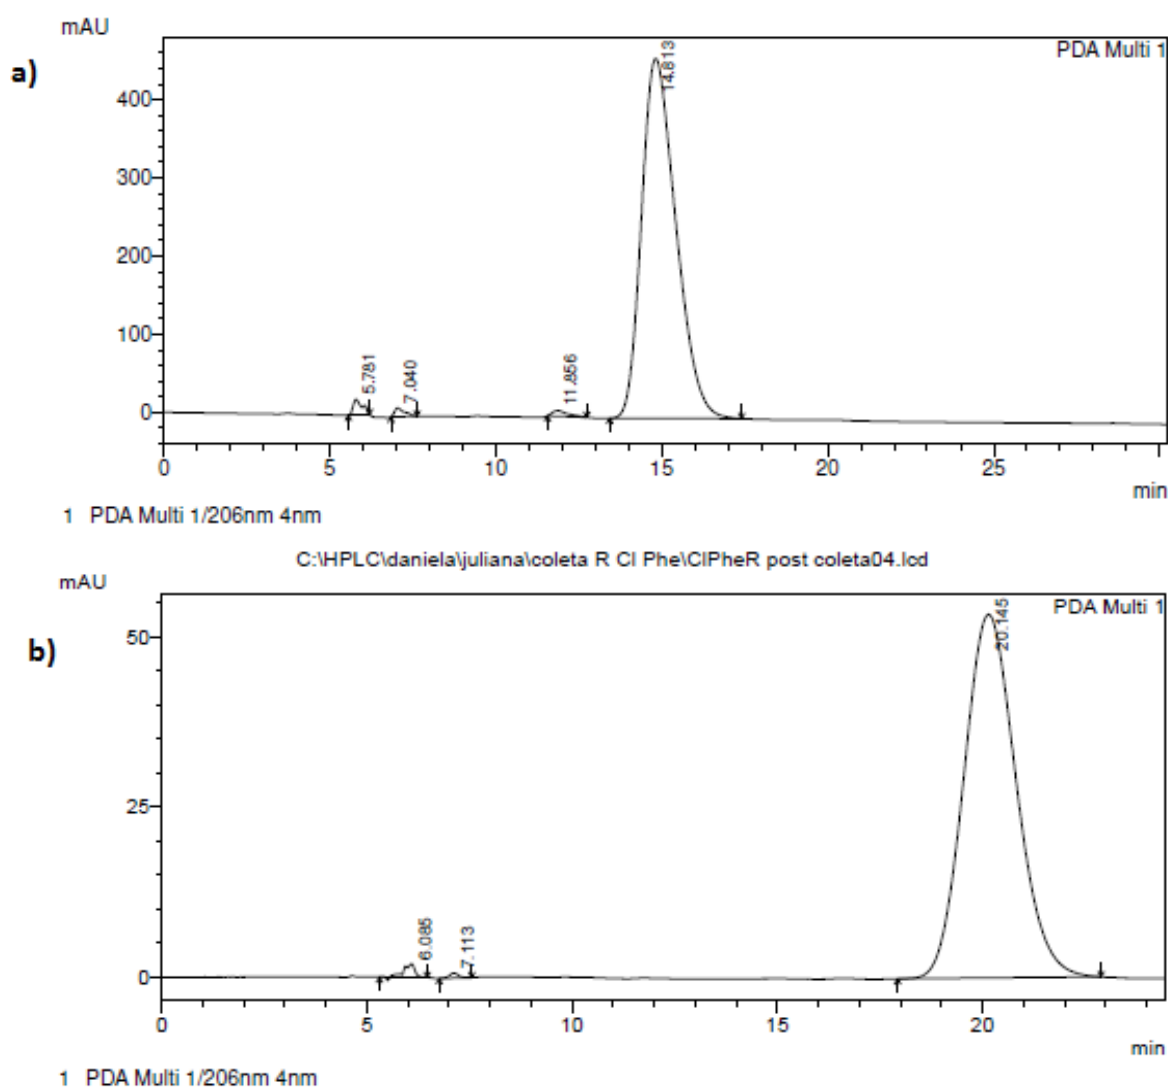 mAU
a)
PDA Multi 1
14.813
400
300
200
100
0
5.781
7.040
11.856
0 5 10 15 20 25
min
1 PDA Multi 1/206nm 4nm
C:\HPLC\daniela\juliana\coleta R Cl Phe\ClPheR post coleta04.lcd
mAU
b)
PDA Multi 1
20.145
50
25
0
6.085
7.113
0 5 10 15 20
min
1 PDA Multi 1/206nm 4nm